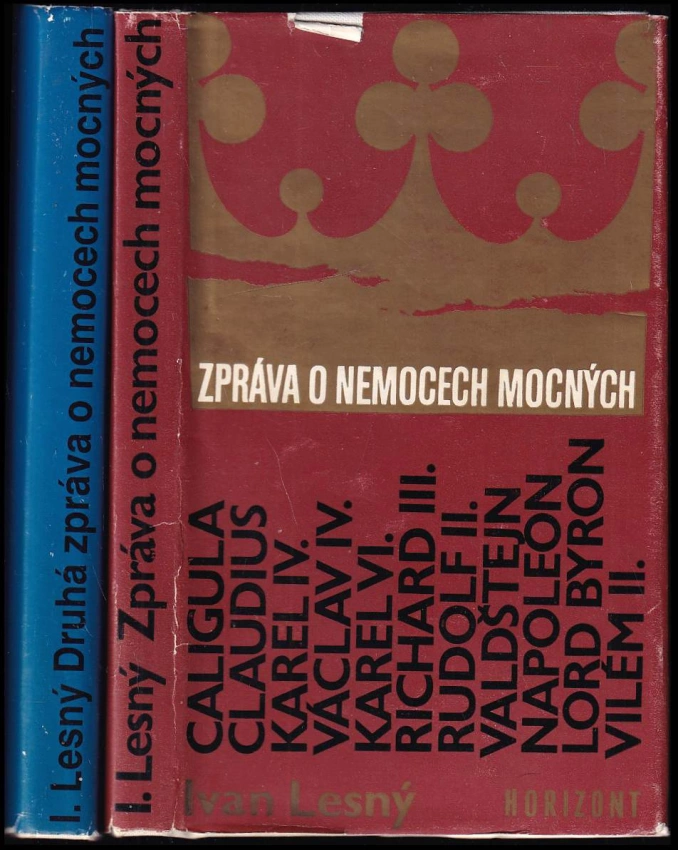 I. Lesný Druhá zpráva o nemocech mocných
I. Lesný Zpráva o nemocech mocných
ZPRÁVA O NEMOCECH MOCNÝCH
CALIGULA
CLAUDIUS
KAREL IV.
VÁCLAV IV.
KAREL VI.
RICHARD III.
RUDOLF II.
VALDŠTEJN
NAPOLEON
LORD BYRON
VILÉM II.
Ivan Lesný
HORIZONT